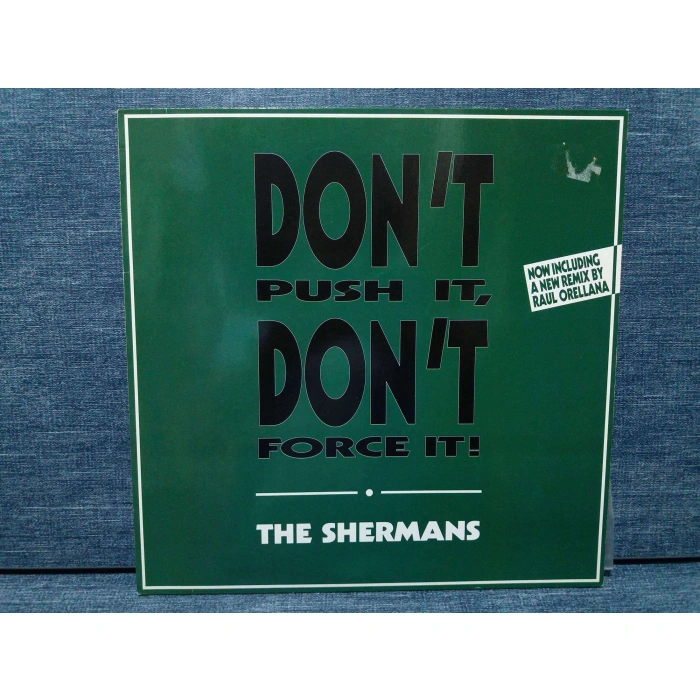 DON'T
PUSH IT,
DON'T
FORCE IT!
NOW INCLUDING
A NEW REMIX BY
RAUL ORELLANA
THE SHERMANS